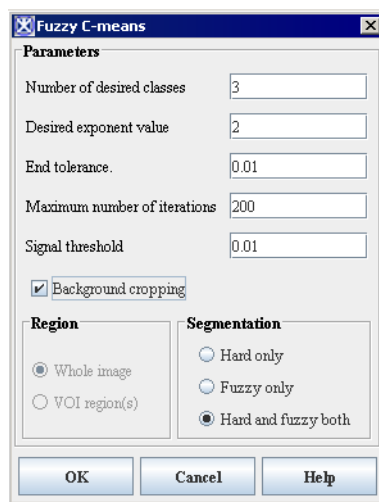 Fuzzy C-means
Parameters
Number of desired classes 3
Desired exponent value 2
End tolerance. 0.01
Maximum number of iterations 200
Signal threshold 0.01
Background cropping
Region
Whole image
VOI region(s)
Segmentation
Hard only
Fuzzy only
Hard and fuzzy both
OK Cancel Help